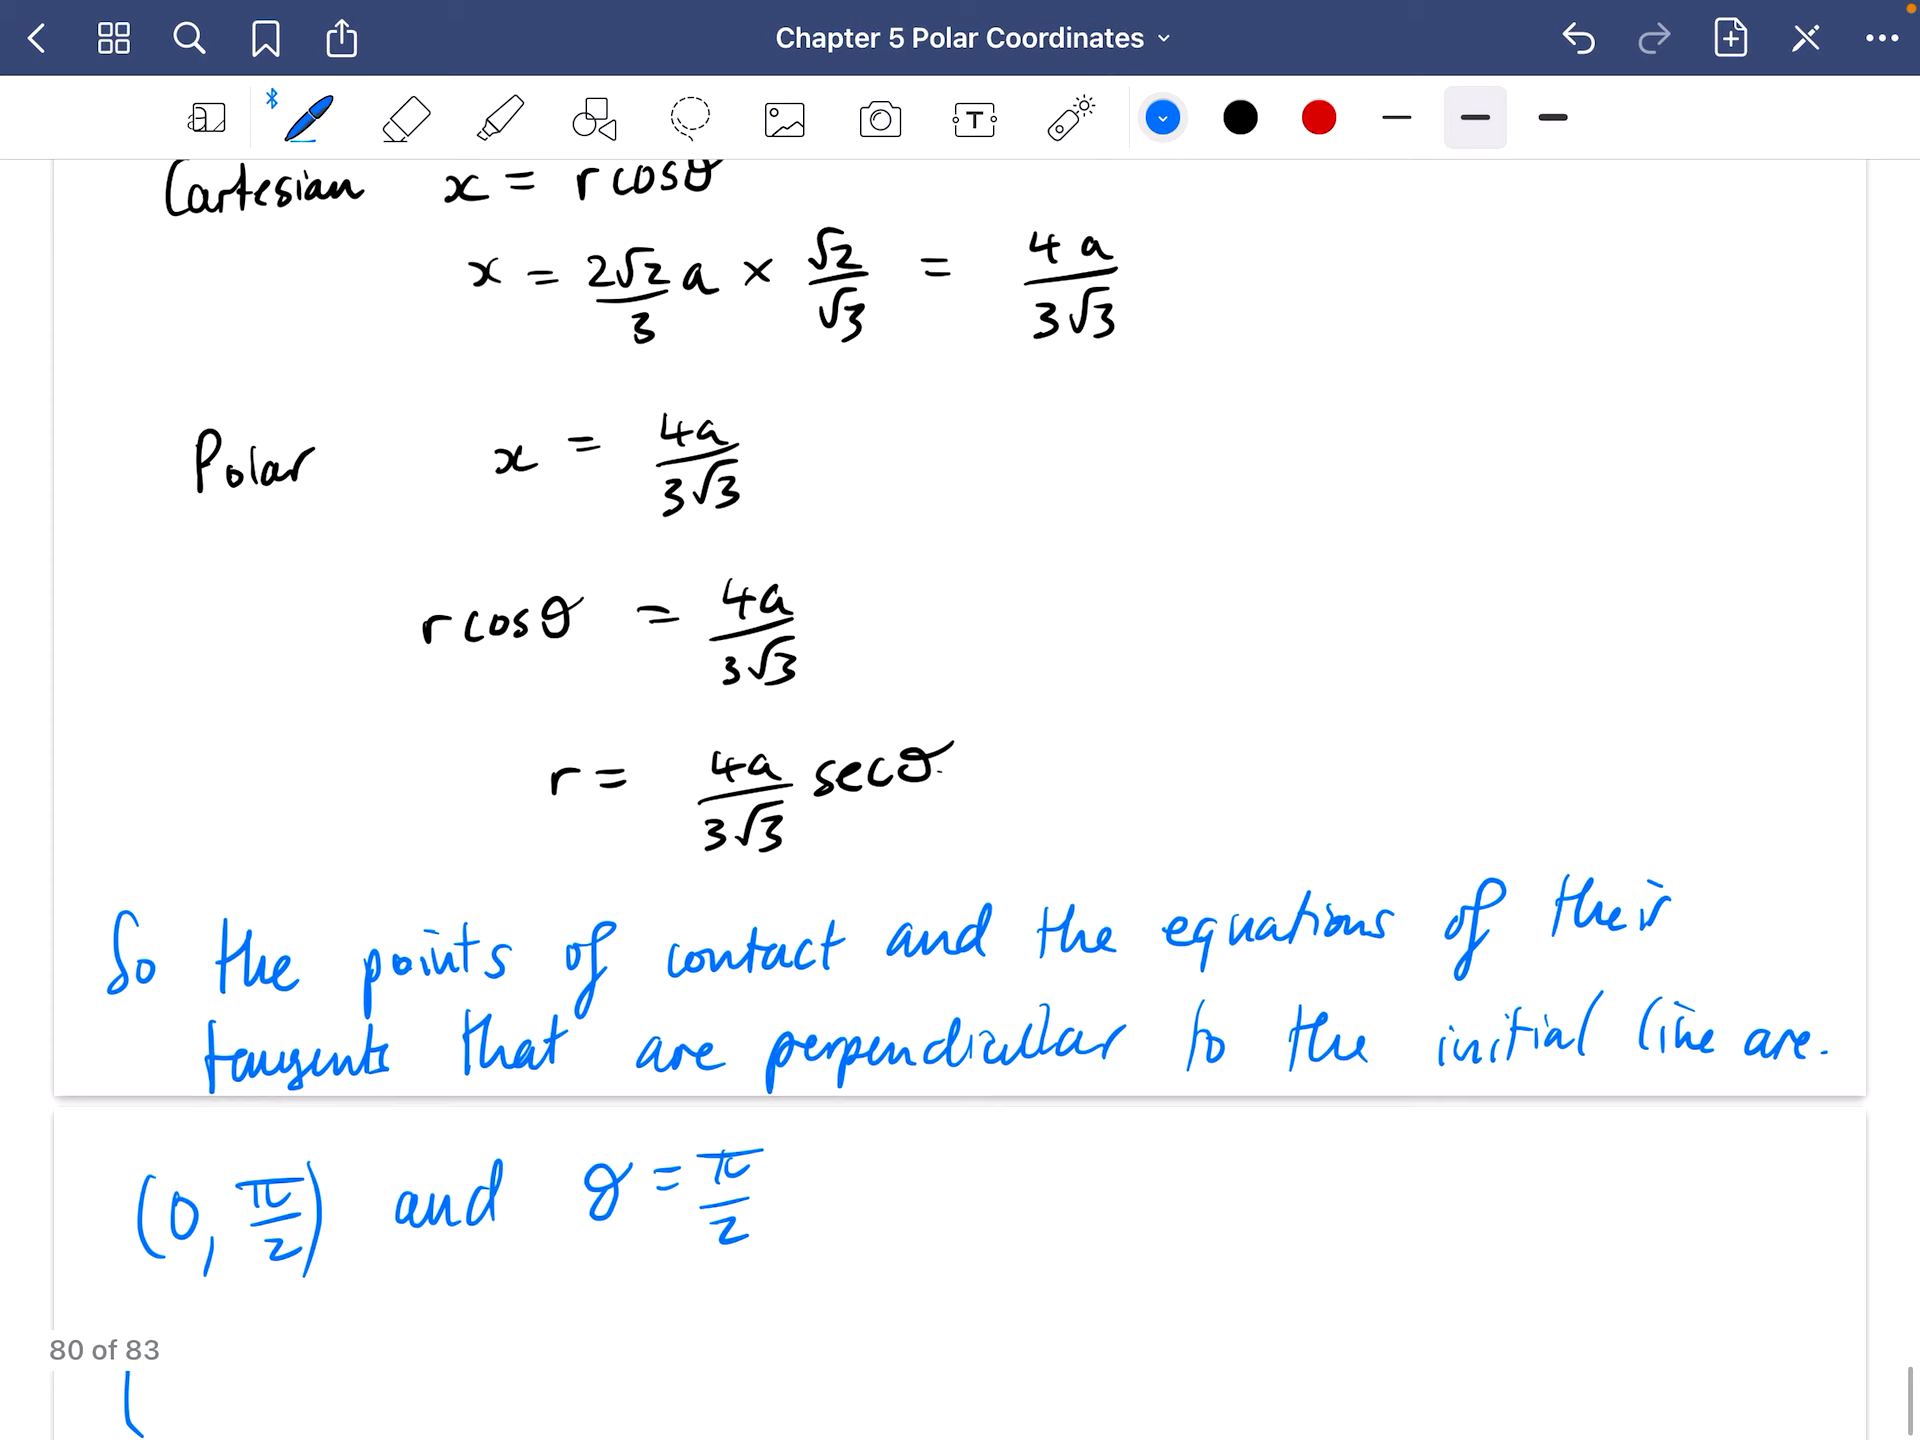 Chapter 5 Polar Coordinates
T
Cartesian x = r cosθ
x = 2√2/3 a × √2/√3 = 4a/3√3
Polar x = 4a/3√3
r cosθ = 4a/3√3
r = 4a/3√3 secθ.
So the points of contact and the equations of their
tangents that are perpendicular to the initial line are.
(0, π/2) and θ = π/2
80 of 83
(